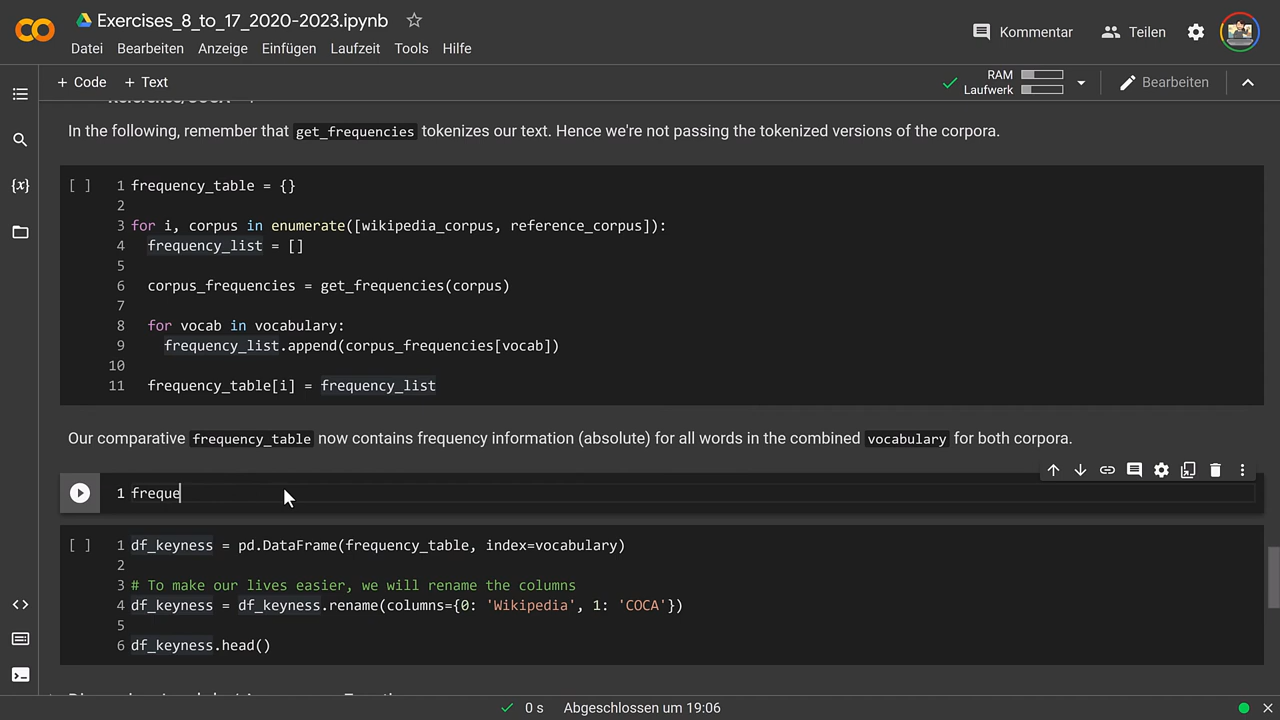 Exercises_8_to_17_2020-2023.ipynb
Kommentar
Teilen
Datei Bearbeiten Anzeige Einfügen Laufzeit Tools Hilfe
+ Code + Text
RAM
Laufwerk
Bearbeiten
In the following, remember that get_frequencies tokenizes our text. Hence we're not passing the tokenized versions of the corpora.
[ ] 1 frequency_table = {}
2
3 for i, corpus in enumerate([wikipedia_corpus, reference_corpus]):
4 frequency_list = []
5
6 corpus_frequencies = get_frequencies(corpus)
7
8 for vocab in vocabulary:
9 frequency_list.append(corpus_frequencies[vocab])
10
11 frequency_table[i] = frequency_list
Our comparative frequency_table now contains frequency information (absolute) for all words in the combined vocabulary for both corpora.
1 freque
[ ] 1 df_keyness = pd.DataFrame(frequency_table, index=vocabulary)
2
3 # To make our lives easier, we will rename the columns
4 df_keyness = df_keyness.rename(columns={0: 'Wikipedia', 1: 'COCA'})
5
6 df_keyness.head()
0 s Abgeschlossen um 19:06